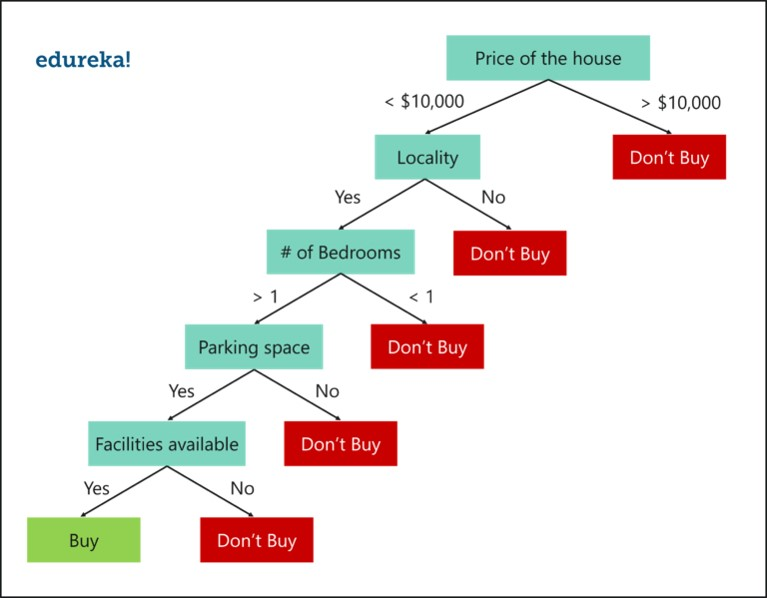 edureka!
Price of the house
< $10,000
> $10,000
Locality
Don't Buy
Yes
No
# of Bedrooms
Don't Buy
> 1
< 1
Parking space
Don't Buy
Yes
No
Facilities available
Don't Buy
Yes
No
Buy
Don't Buy